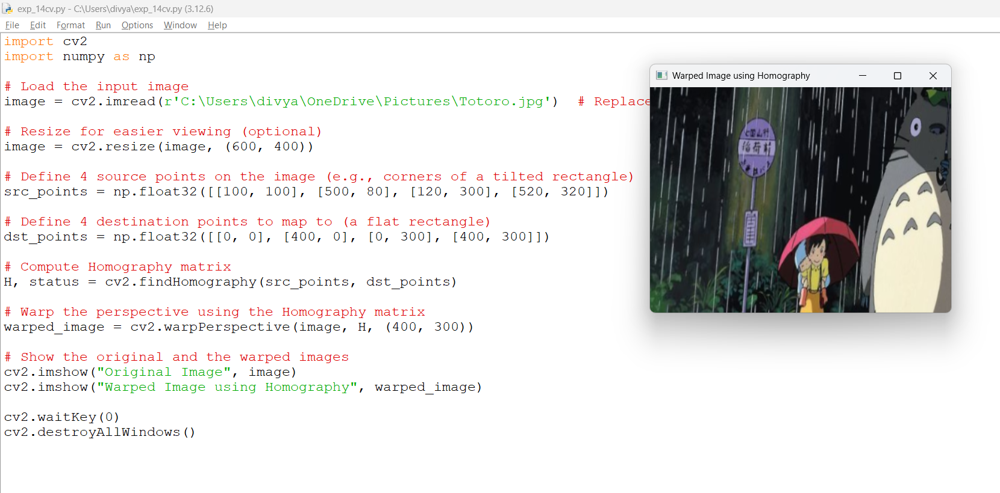 exp_14cv.py - C:\Users\divya\exp_14cv.py (3.12.6)
File Edit Format Run Options Window Help
import cv2
import numpy as np
# Load the input image
image = cv2.imread(r'C:\Users\divya\OneDrive\Pictures\Totoro.jpg')  # Replace
# Resize for easier viewing (optional)
image = cv2.resize(image, (600, 400))
# Define 4 source points on the image (e.g., corners of a tilted rectangle)
src_points = np.float32([[100, 100], [500, 80], [120, 300], [520, 320]])
# Define 4 destination points to map to (a flat rectangle)
dst_points = np.float32([[0, 0], [400, 0], [0, 300], [400, 300]])
# Compute Homography matrix
H, status = cv2.findHomography(src_points, dst_points)
# Warp the perspective using the Homography matrix
warped_image = cv2.warpPerspective(image, H, (400, 300))
# Show the original and the warped images
cv2.imshow("Original Image", image)
cv2.imshow("Warped Image using Homography", warped_image)
cv2.waitKey(0)
cv2.destroyAllWindows()
Warped Image using Homography
稲荷前